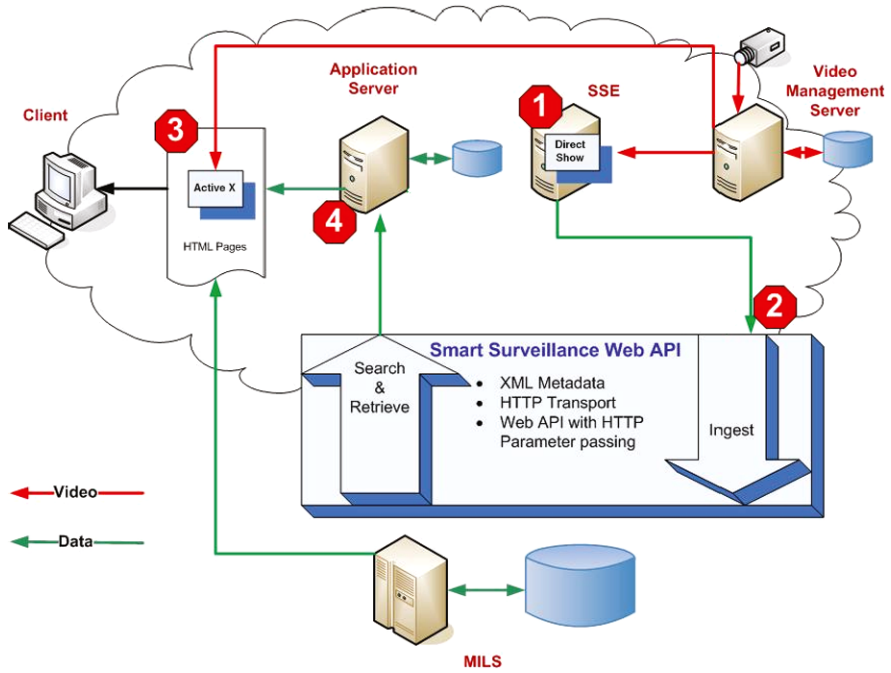 Application
Server
SSE
Video
Management
Server
Client
1
3
Direct
Show
Active X
4
HTML Pages
2
Smart Surveillance Web API
Search
&
Retrieve
• XML Metadata
• HTTP Transport
• Web API with HTTP
Parameter passing
Ingest
Video
Data
MILS